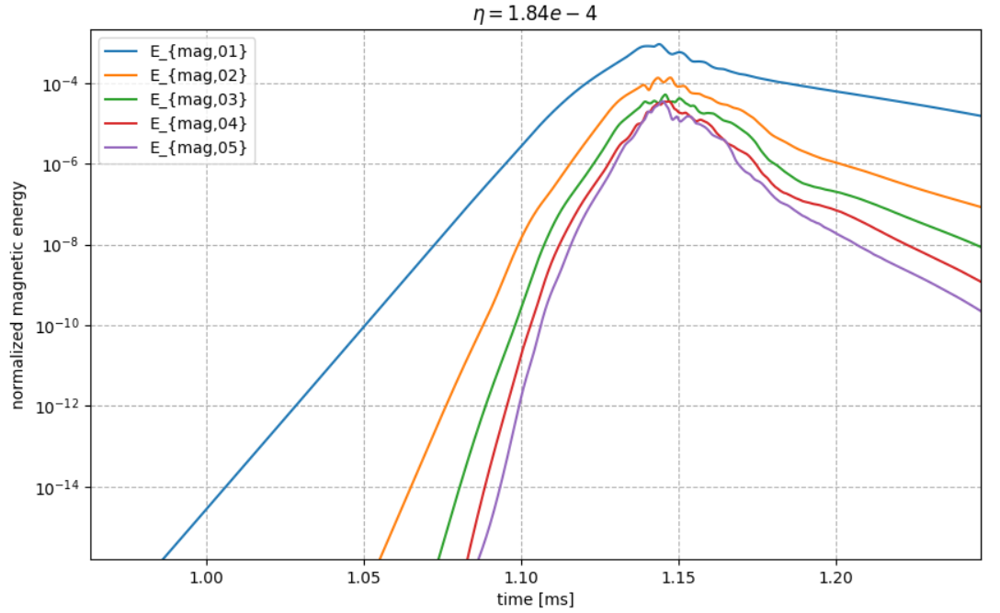 η = 1.84e − 4
E_{mag,01}
E_{mag,02}
E_{mag,03}
E_{mag,04}
E_{mag,05}
normalized magnetic energy
10⁻⁴
10⁻⁶
10⁻⁸
10⁻¹⁰
10⁻¹²
10⁻¹⁴
1.00 1.05 1.10 1.15 1.20
time [ms]